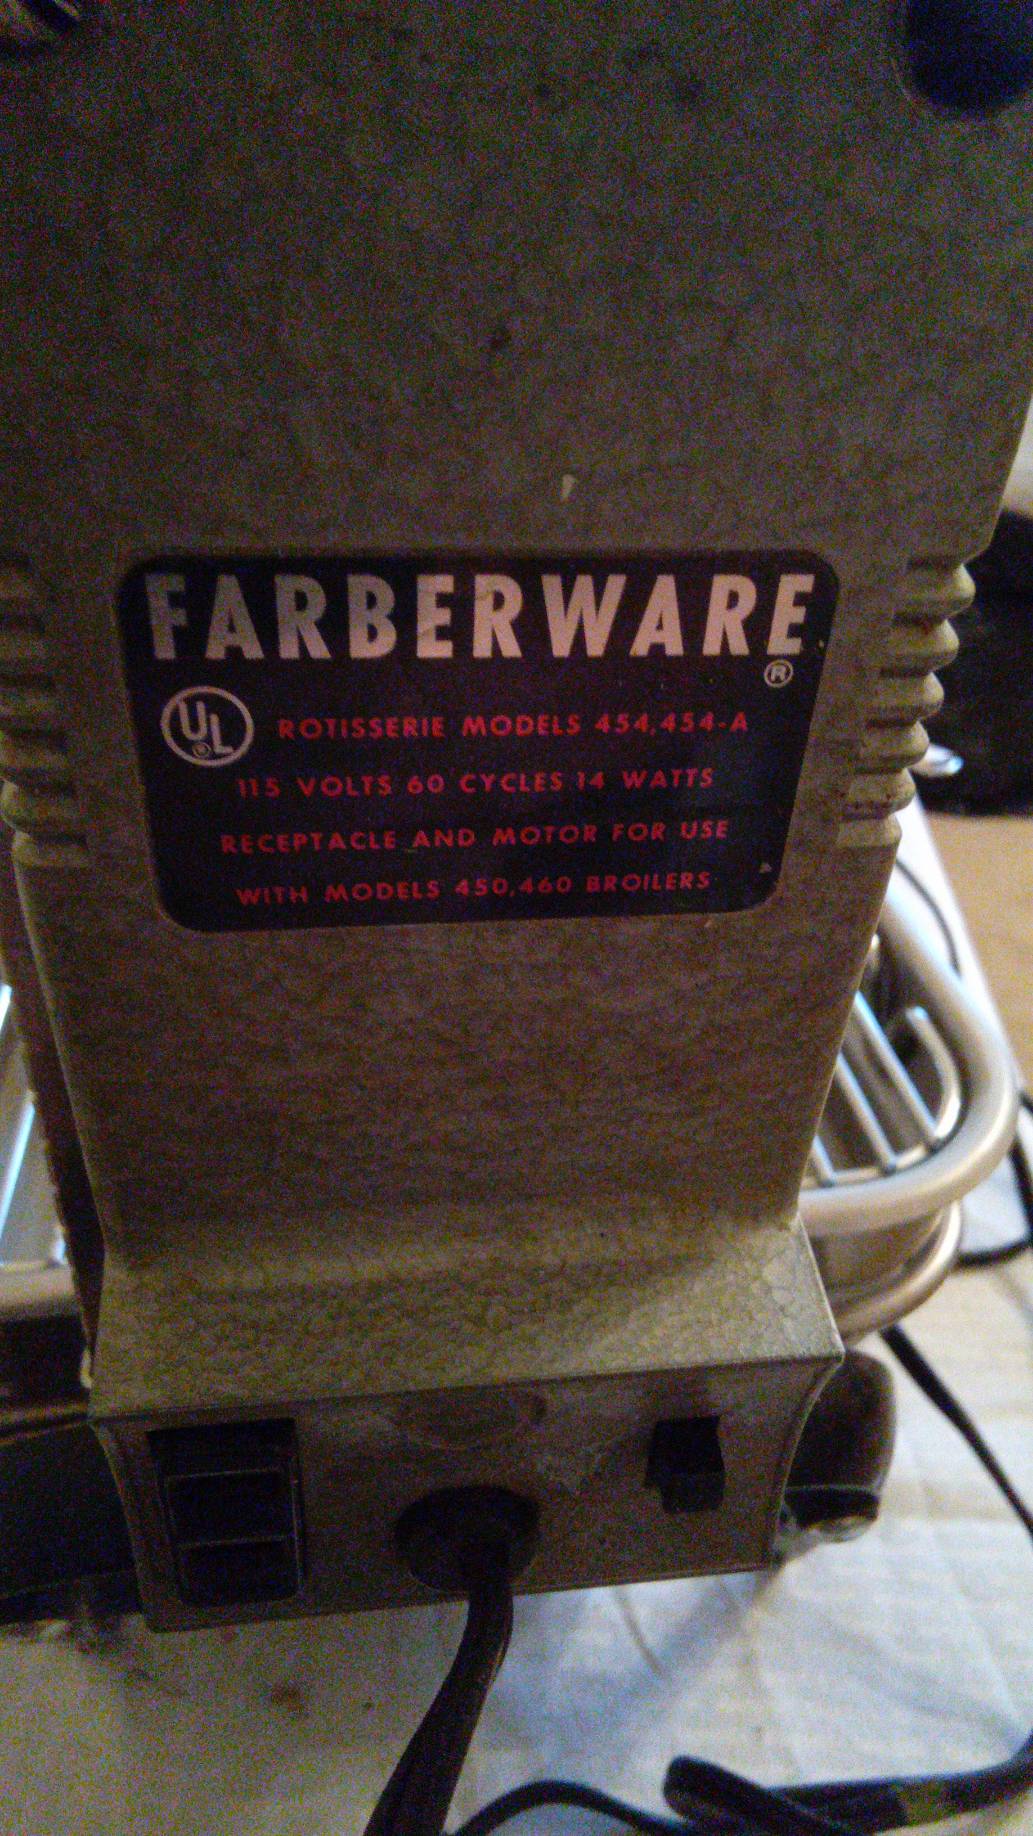 FARBERWARE
®
UL® ROTISSERIE MODELS 454,454-A
115 VOLTS 60 CYCLES 14 WATTS
RECEPTACLE AND MOTOR FOR USE
WITH MODELS 450,460 BROILERS